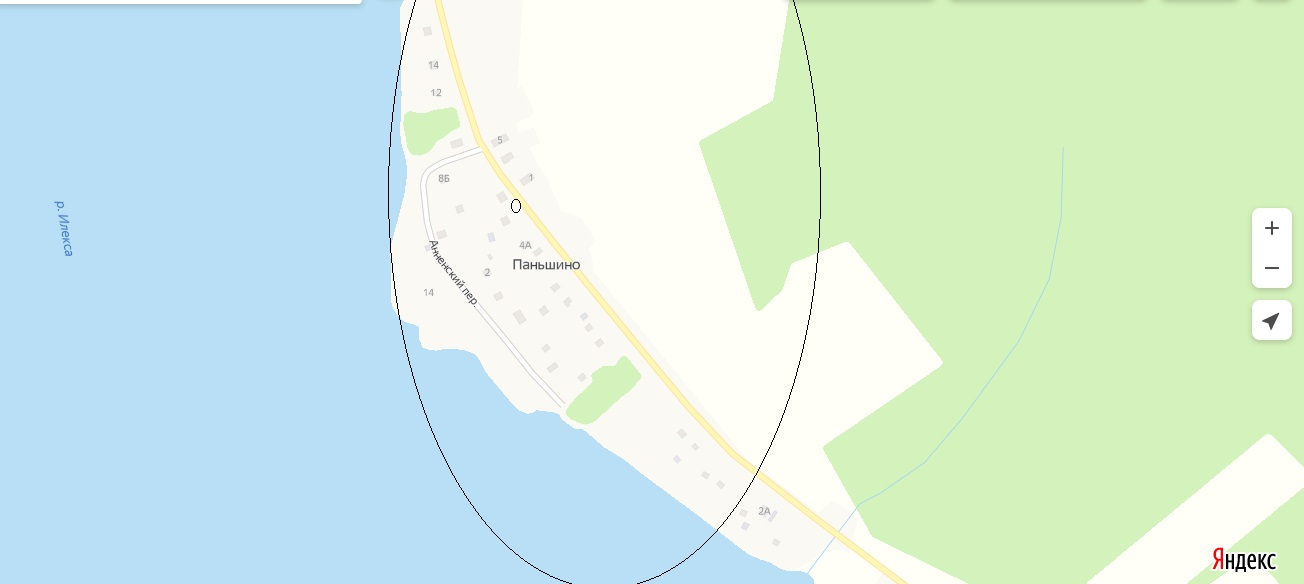 14
12
5
8Б
1
р. Илекса
4А
Анненский пер.
Паньшино
2
14
2А
Яндекс